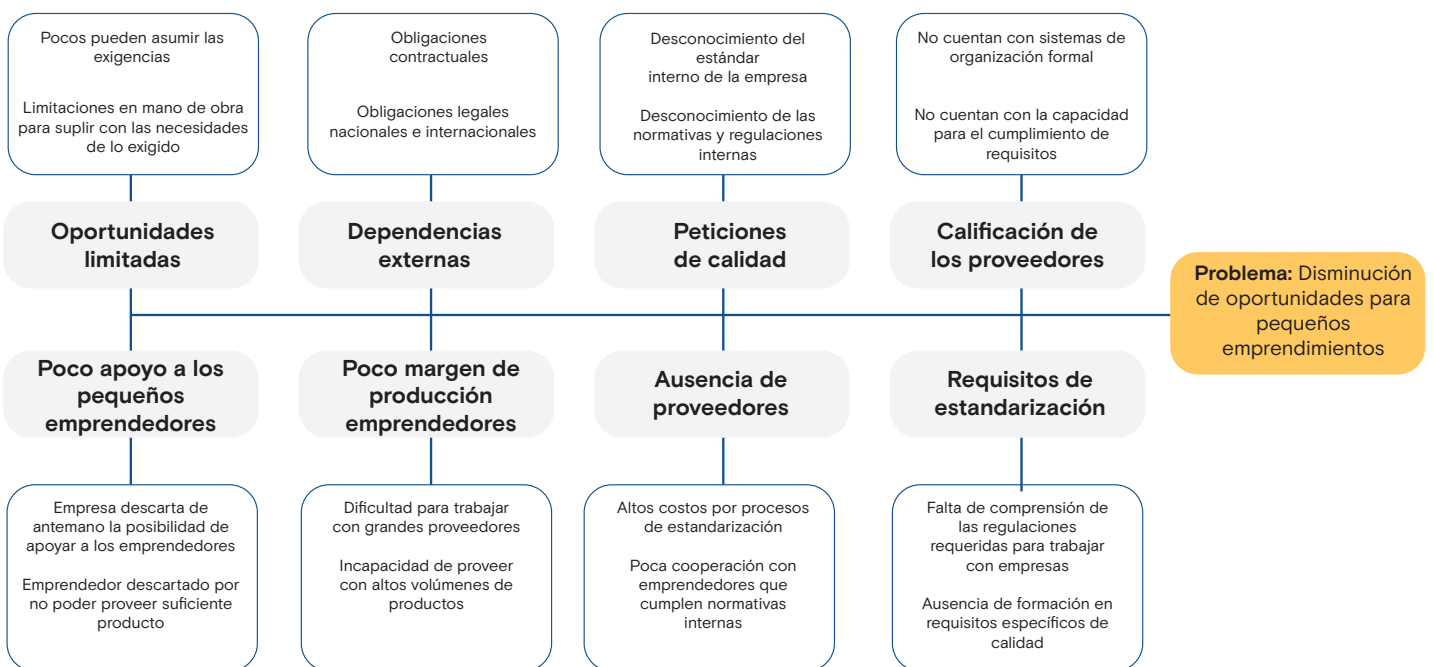 Pocos pueden asumir las
exigencias
Limitaciones en mano de obra
para suplir con las necesidades
de lo exigido
Obligaciones
contractuales
Obligaciones legales
nacionales e internacionales
Desconocimiento del
estándar
interno de la empresa
Desconocimiento de las
normativas y regulaciones
internas
No cuentan con sistemas de
organización formal
No cuentan con la capacidad
para el cumplimiento de
requisitos
Oportunidades
limitadas
Dependencias
externas
Peticiones
de calidad
Calificación de
los proveedores
Problema: Disminución
de oportunidades para
pequeños
emprendimientos
Poco apoyo a los
pequeños
emprendedores
Poco margen de
producción
emprendedores
Ausencia de
proveedores
Requisitos de
estandarización
Empresa descarta de
antemano la posibilidad de
apoyar a los emprendedores
Emprendedor descartado por
no poder proveer suficiente
producto
Dificultad para trabajar
con grandes proveedores
Incapacidad de proveer
con altos volúmenes de
productos
Altos costos por procesos
de estandarización
Poca cooperación con
emprendedores que
cumplen normativas
internas
Falta de comprensión de
las regulaciones
requeridas para trabajar
con empresas
Ausencia de formación en
requisitos específicos de
calidad